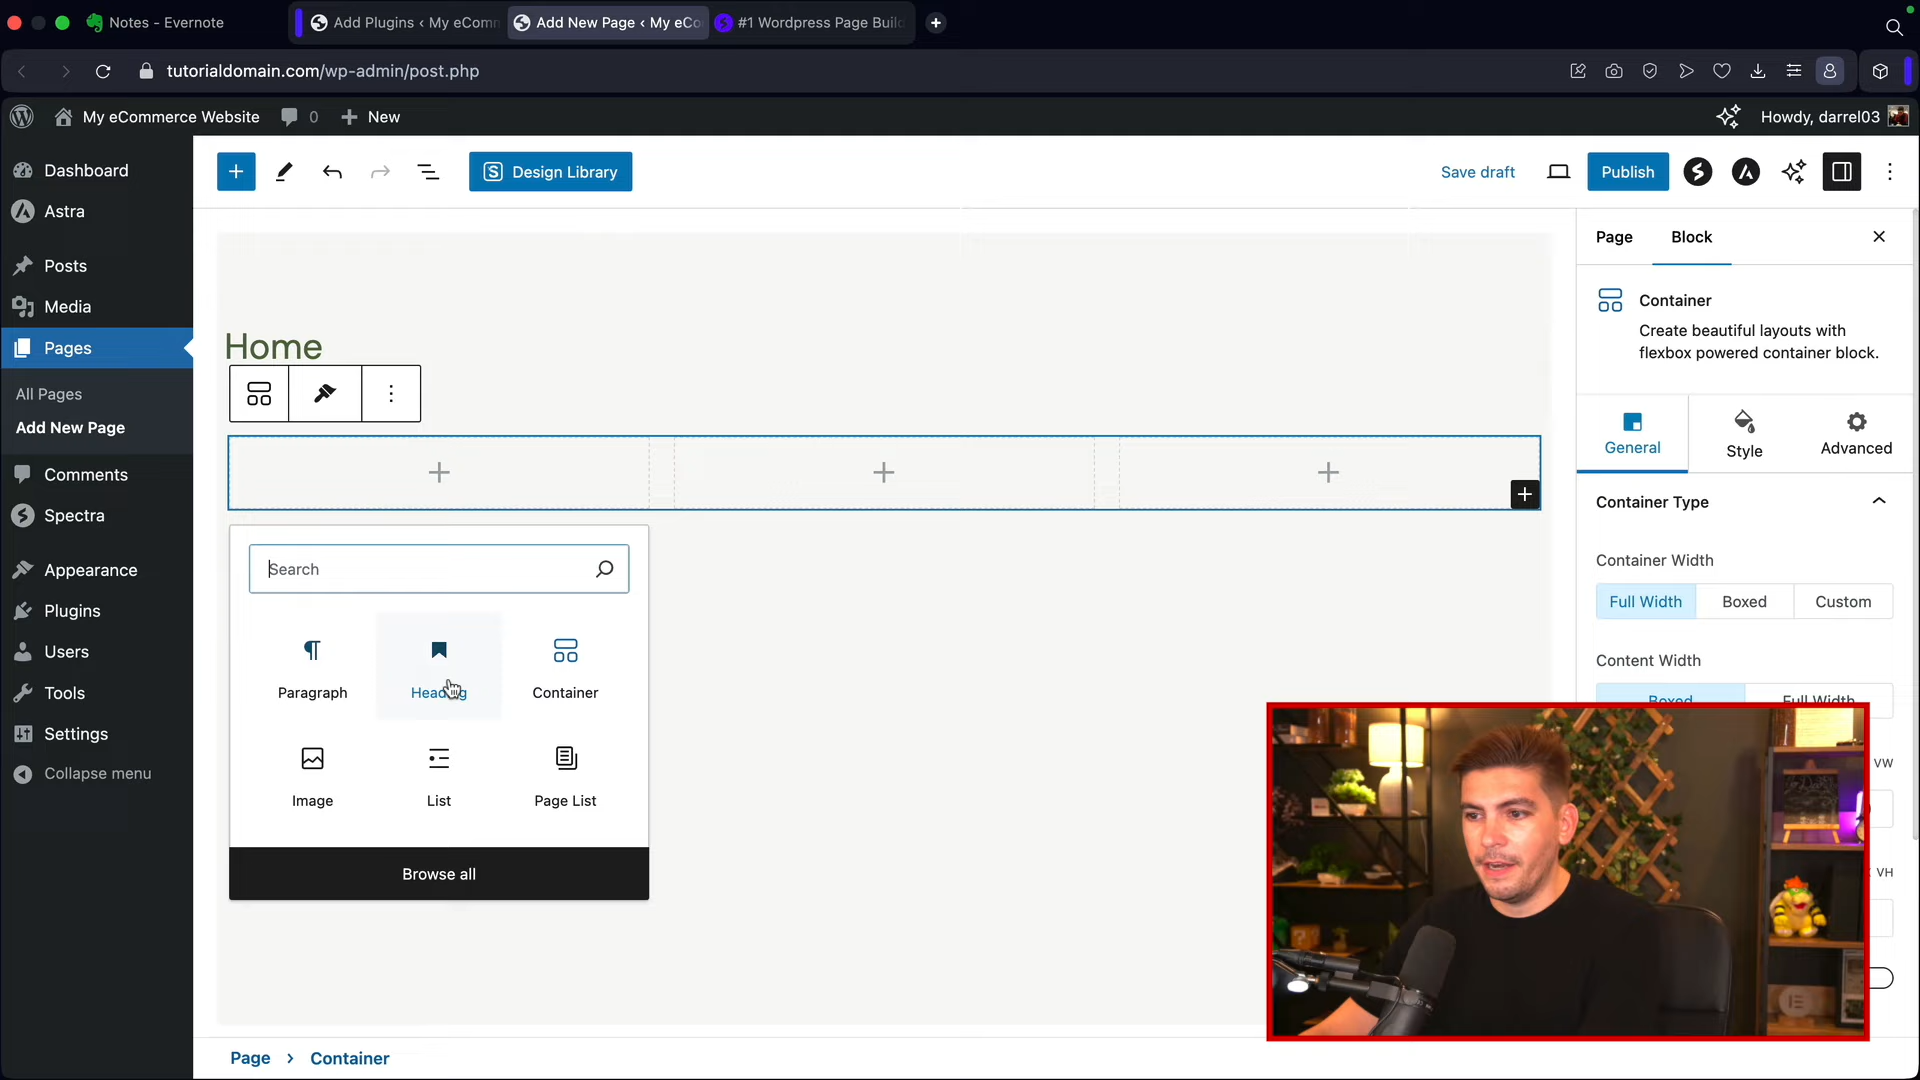 Notes - Evernote
Add Plugins ‹ My eComm
Add New Page ‹ My eCo
#1 Wordpress Page Buil
tutorialdomain.com/wp-admin/post.php
My eCommerce Website
0
New
Howdy, darrel03
Dashboard
Astra
Posts
Media
Pages
All Pages
Add New Page
Comments
Spectra
Appearance
Plugins
Users
Tools
Settings
Collapse menu
Design Library
Save draft
Publish
Home
Search
Paragraph
Heading
Container
Image
List
Page List
Browse all
Page
Block
Container
Create beautiful layouts with
flexbox powered container block.
General
Style
Advanced
Container Type
Container Width
Full Width
Boxed
Custom
Content Width
Boxed
Full Width
VW
VH
Page › Container